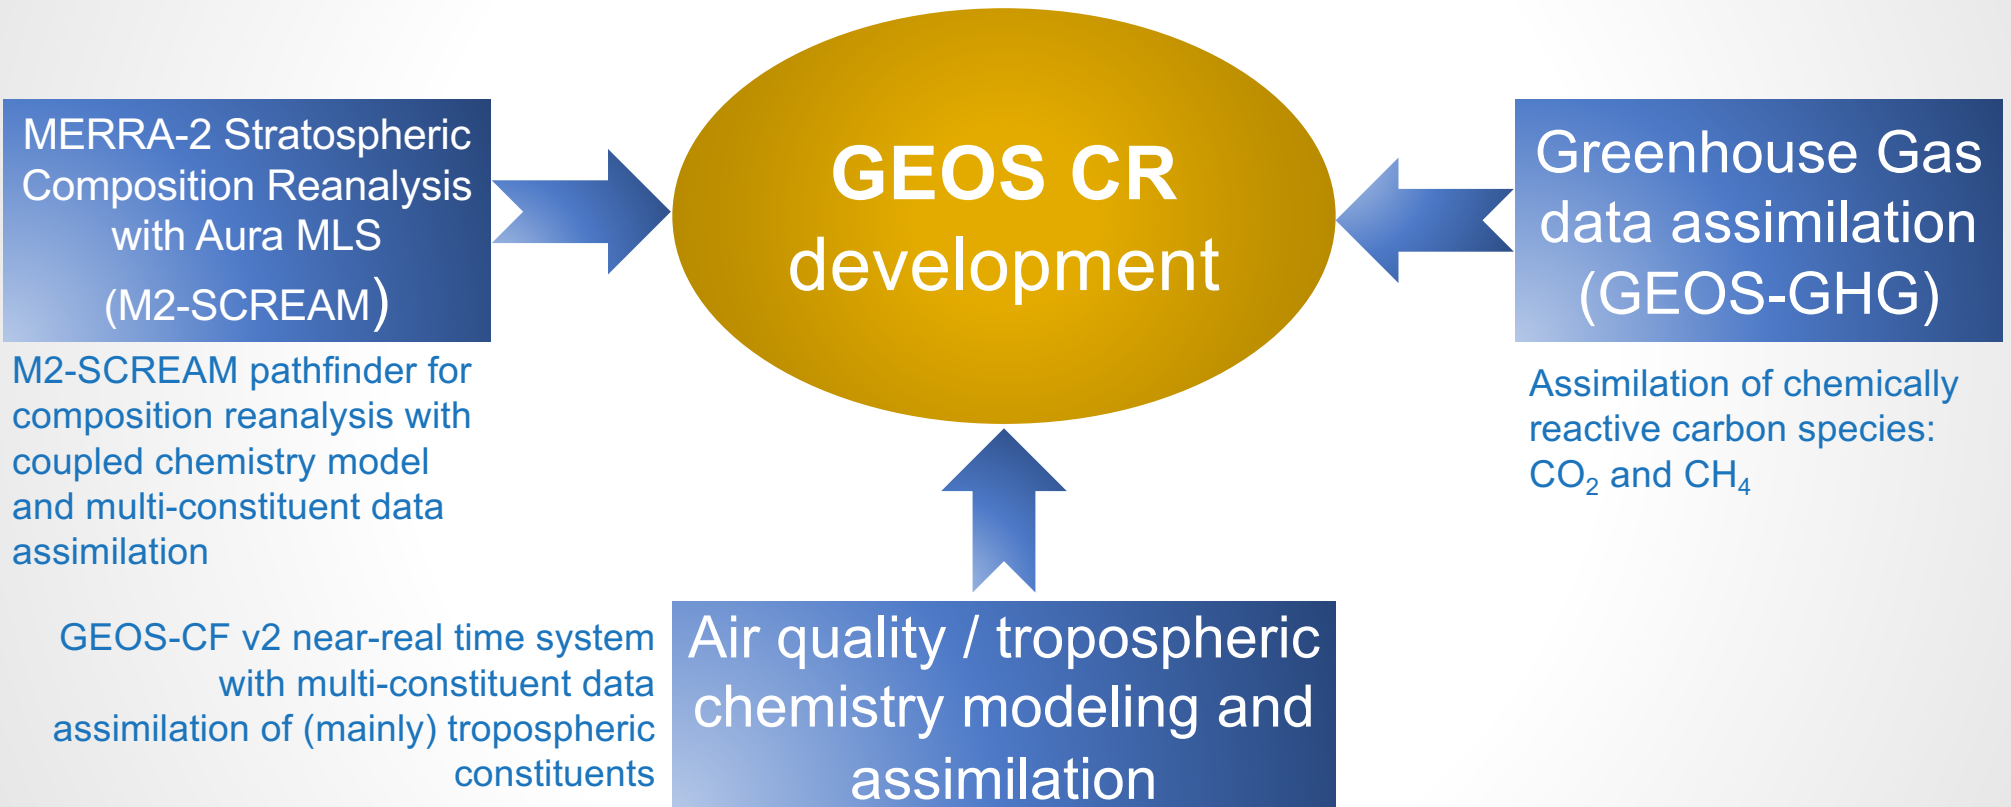 MERRA-2 Stratospheric
Composition Reanalysis
with Aura MLS
(M2-SCREAM)
M2-SCREAM pathfinder for
composition reanalysis with
coupled chemistry model
and multi-constituent data
assimilation
GEOS CR
development
Greenhouse Gas
data assimilation
(GEOS-GHG)
Assimilation of chemically
reactive carbon species:
CO₂ and CH₄
GEOS-CF v2 near-real time system
with multi-constituent data
assimilation of (mainly) tropospheric
constituents
Air quality / tropospheric
chemistry modeling and
assimilation